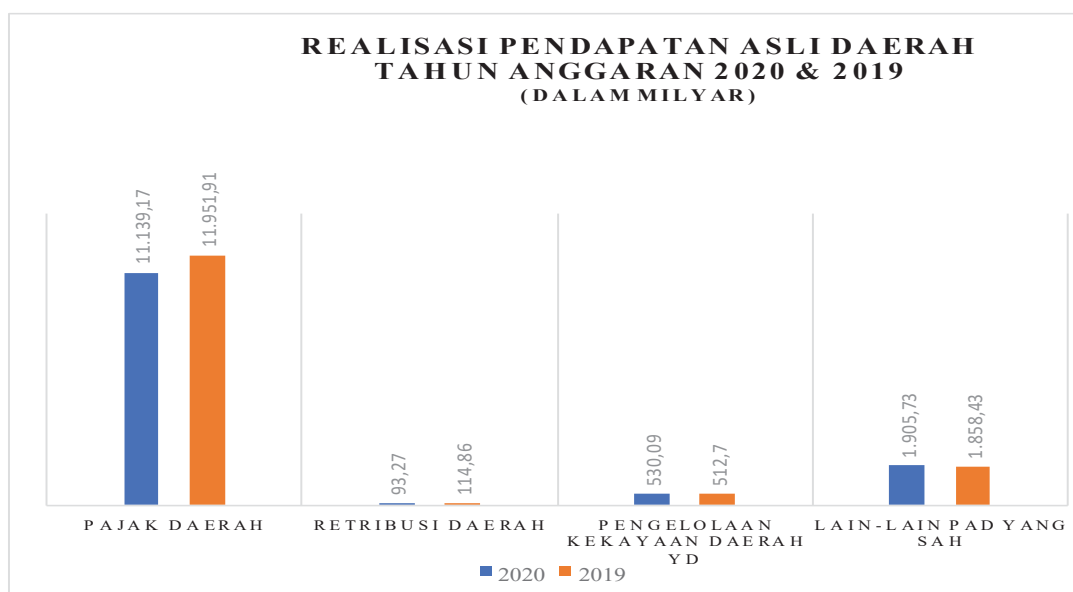 REALISASI PENDAPATAN ASLI DAERAH
TAHUN ANGGARAN 2020 & 2019
(DALAM MILYAR)
11.139,17
11.951,91
93,27
114,86
530,09
512,7
1.905,73
1.858,43
PAJAK DAERAH
RETRIBUSI DAERAH
PENGELOLAAN
KEKAYAAN DAERAH
YD
LAIN-LAIN PAD YANG
SAH
2020
2019